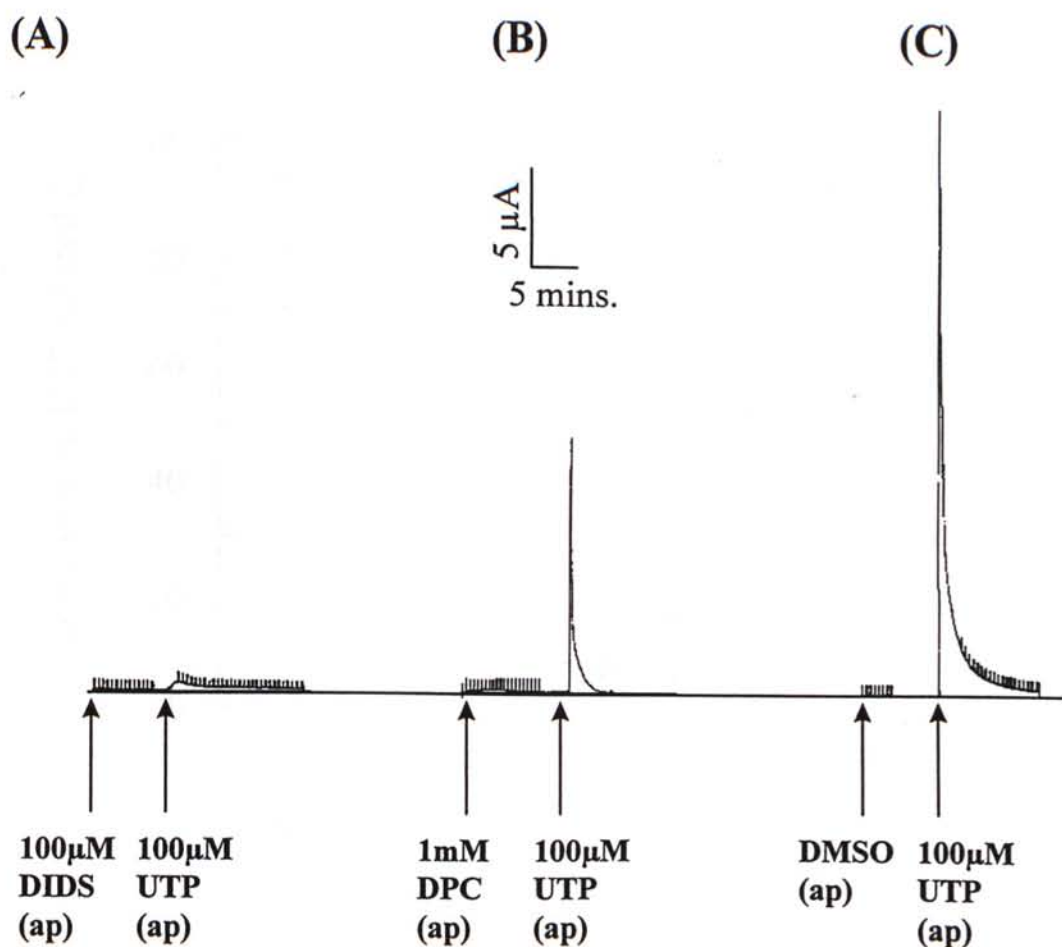 (A)
(B)
(C)
5 µA
5 mins.
100µM
DIDS
(ap)
100µM
UTP
(ap)
1mM
DPC
(ap)
100µM
UTP
(ap)
DMSO
(ap)
100µM
UTP
(ap)